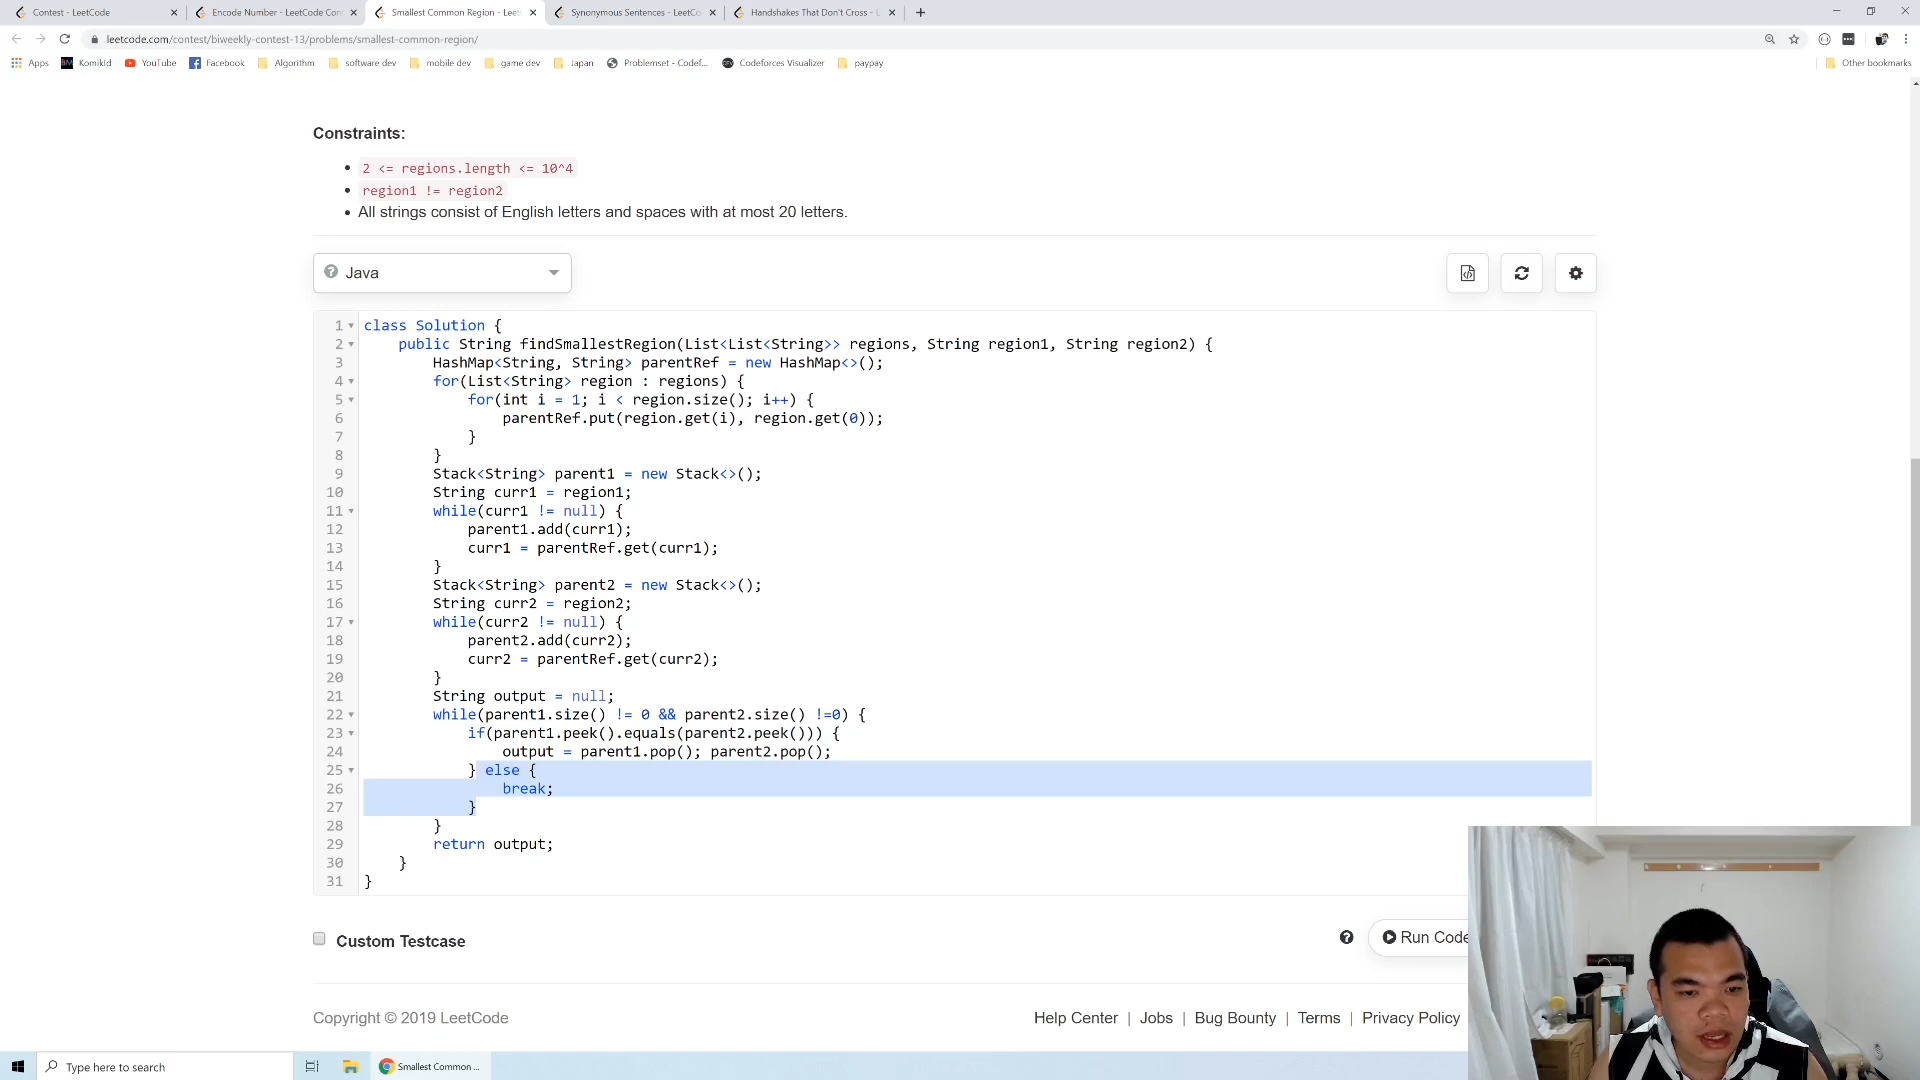 Contest - LeetCode
Encode Number - LeetCode Con
Smallest Common Region - Leet
Synonymous Sentences - LeetCo
Handshakes That Don't Cross - L
leetcode.com/contest/biweekly-contest-13/problems/smallest-common-region/
Apps
KomikId
YouTube
Facebook
Algorithm
software dev
mobile dev
game dev
Japan
Problemset - Codef...
Codeforces Visualizer
paypay
Other bookmarks
Constraints:
2 <= regions.length <= 10^4
region1 != region2
All strings consist of English letters and spaces with at most 20 letters.
Java
1 class Solution {
2 public String findSmallestRegion(List<List<String>> regions, String region1, String region2) {
3 HashMap<String, String> parentRef = new HashMap<>();
4 for(List<String> region : regions) {
5 for(int i = 1; i < region.size(); i++) {
6 parentRef.put(region.get(i), region.get(0));
7 }
8 }
9 Stack<String> parent1 = new Stack<>();
10 String curr1 = region1;
11 while(curr1 != null) {
12 parent1.add(curr1);
13 curr1 = parentRef.get(curr1);
14 }
15 Stack<String> parent2 = new Stack<>();
16 String curr2 = region2;
17 while(curr2 != null) {
18 parent2.add(curr2);
19 curr2 = parentRef.get(curr2);
20 }
21 String output = null;
22 while(parent1.size() != 0 && parent2.size() !=0) {
23 if(parent1.peek().equals(parent2.peek())) {
24 output = parent1.pop(); parent2.pop();
25 } else {
26 break;
27 }
28 }
29 return output;
30 }
31 }
Custom Testcase
Run Code
Copyright © 2019 LeetCode
Help Center | Jobs | Bug Bounty | Terms | Privacy Policy
Type here to search
Smallest Common ...